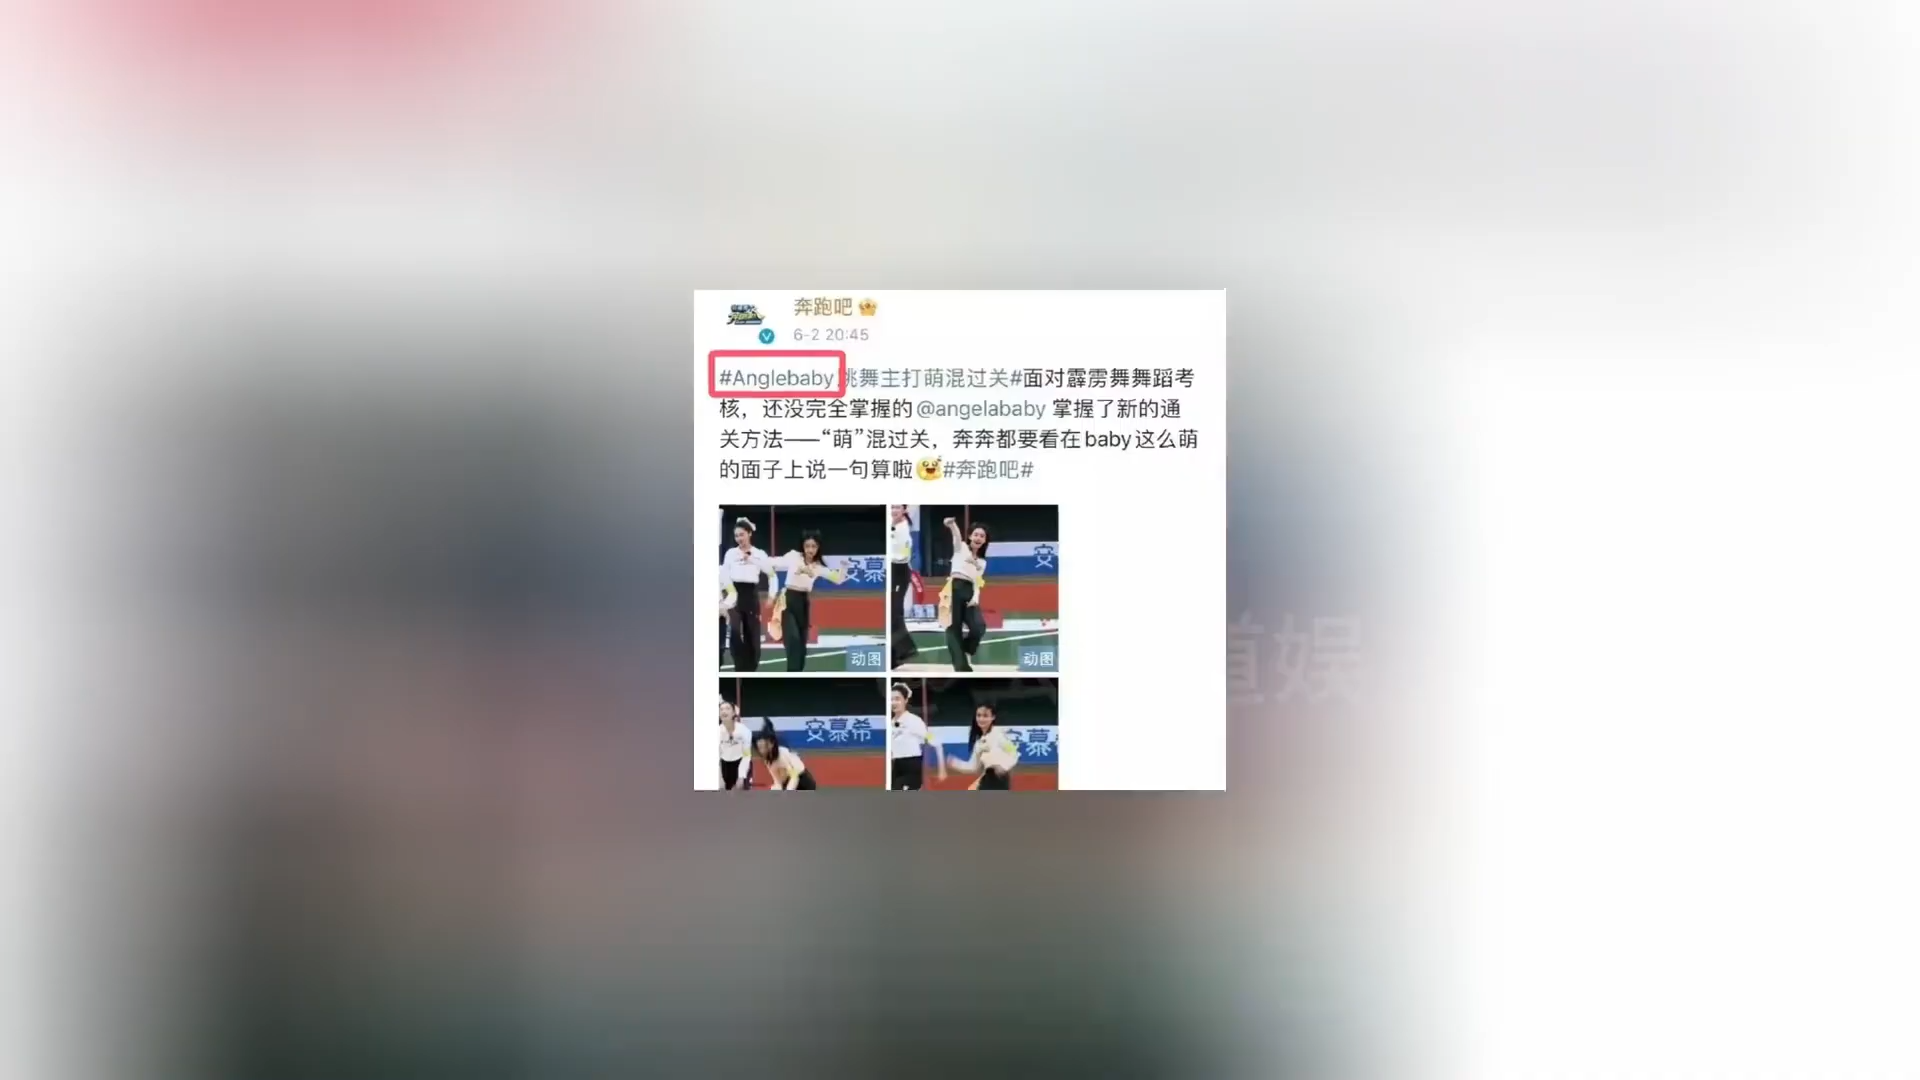 奔跑吧
6-2 20:45
#Anglebaby跳舞主打萌混过关#面对霹雳舞舞蹈考
核，还没完全掌握的@angelababy 掌握了新的通
关方法——“萌”混过关，奔奔都要看在baby这么萌
的面子上说一句算啦#奔跑吧#
安慕
安
动图
动图
安慕希
安慕
道娱